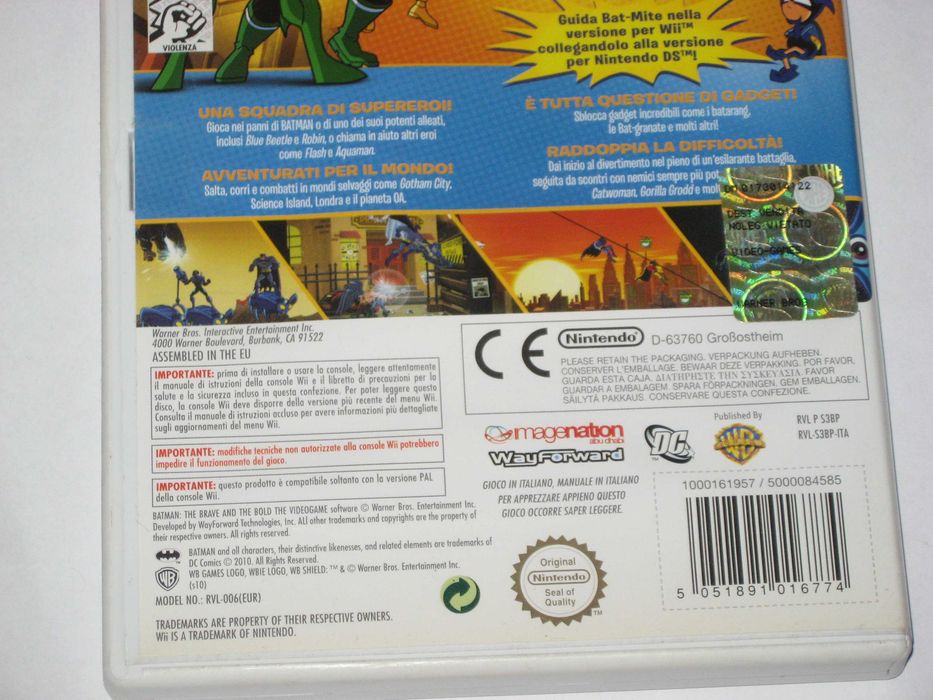 VIOLENZA
Guida Bat-Mite nella
versione per Wii™
collegandolo alla versione
per Nintendo DS™!
UNA SQUADRA DI SUPEREROI!
Gioca nei panni di BATMAN o di uno dei suoi potenti alleati,
inclusi Blue Beetle e Robin, o chiama in aiuto altri eroi
come Flash e Aquaman.
AVVENTURATI PER IL MONDO!
Salta, corri e combatti in mondi selvaggi come Gotham City,
Science Island, Londra e il pianeta OA.
È TUTTA QUESTIONE DI GADGET!
Sblocca gadget incredibili come i batarang,
le Bat-granate e molti altri!
RADDOPPIA LA DIFFICOLTÀ!
Dai inizio al divertimento nel pieno di un'esilarante battaglia,
seguita da scontri con nemici sempre più
Catwoman, Gorilla Grodd e
DEST VENDITA
NOLEG VIETATO
VIDEO-GAMES
WARNER BROS
Warner Bros. Interactive Entertainment Inc.
4000 Warner Boulevard, Burbank, CA 91522
ASSEMBLED IN THE EU
IMPORTANTE: prima di installare o usare la console, leggere attentamente
il manuale di istruzioni della console Wii e il libretto di precauzioni per la
salute e la sicurezza incluso in questa confezione. Per poter leggere questo
disco, la console Wii deve disporre della versione più recente del menu Wii.
Consulta il manuale di istruzioni accluso per avere informazioni più dettagliate
sugli aggiornamenti del menu Wii.
IMPORTANTE: modifiche tecniche non autorizzate alla console Wii potrebbero
impedire il funzionamento del gioco.
IMPORTANTE: questo prodotto è compatibile soltanto con la versione PAL
della console Wii.
BATMAN: THE BRAVE AND THE BOLD THE VIDEOGAME software © Warner Bros. Entertainment Inc.
Developed by WayForward Technologies, Inc. All other trademarks and copyrights are the property of
their respective owners. All rights reserved.
BATMAN and all characters, their distinctive likenesses, and related elements are trademarks of
DC Comics © 2010. All Rights Reserved.
WB GAMES LOGO, WBIE LOGO, WB SHIELD: ™ & © Warner Bros. Entertainment Inc.
(s10)
MODEL NO.: RVL-006(EUR)
TRADEMARKS ARE PROPERTY OF THEIR RESPECTIVE OWNERS.
Wii IS A TRADEMARK OF NINTENDO.
CE
Nintendo D-63760 Großostheim
PLEASE RETAIN THE PACKAGING. VERPACKUNG AUFHEBEN.
CONSERVER L'EMBALLAGE. BEWAAR DEZE VERPAKKING. POR FAVOR,
GUARDA ESTA CAJA. ΔΙΑΤΗΡΗΣΤΕ ΤΗΝ ΣΥΣΚΕΥΑΣΙΑ. FAVOR
GUARDAR A EMBALAGEM. SPARA FÖRPACKNINGEN. GEM EMBALLAGEN.
SÄILYTÄ PAKKAUS. CONSERVARE QUESTA CONFEZIONE.
imagenation
abu dhabi
WayForward
DC
Published By
WB
RVL P S3BP
RVL-S3BP-ITA
GIOCO IN ITALIANO, MANUALE IN ITALIANO
PER APPREZZARE APPIENO QUESTO
GIOCO OCCORRE SAPER LEGGERE.
1000161957 / 5000084585
5 051891 016774
Original
Nintendo
Seal of
Quality
TM